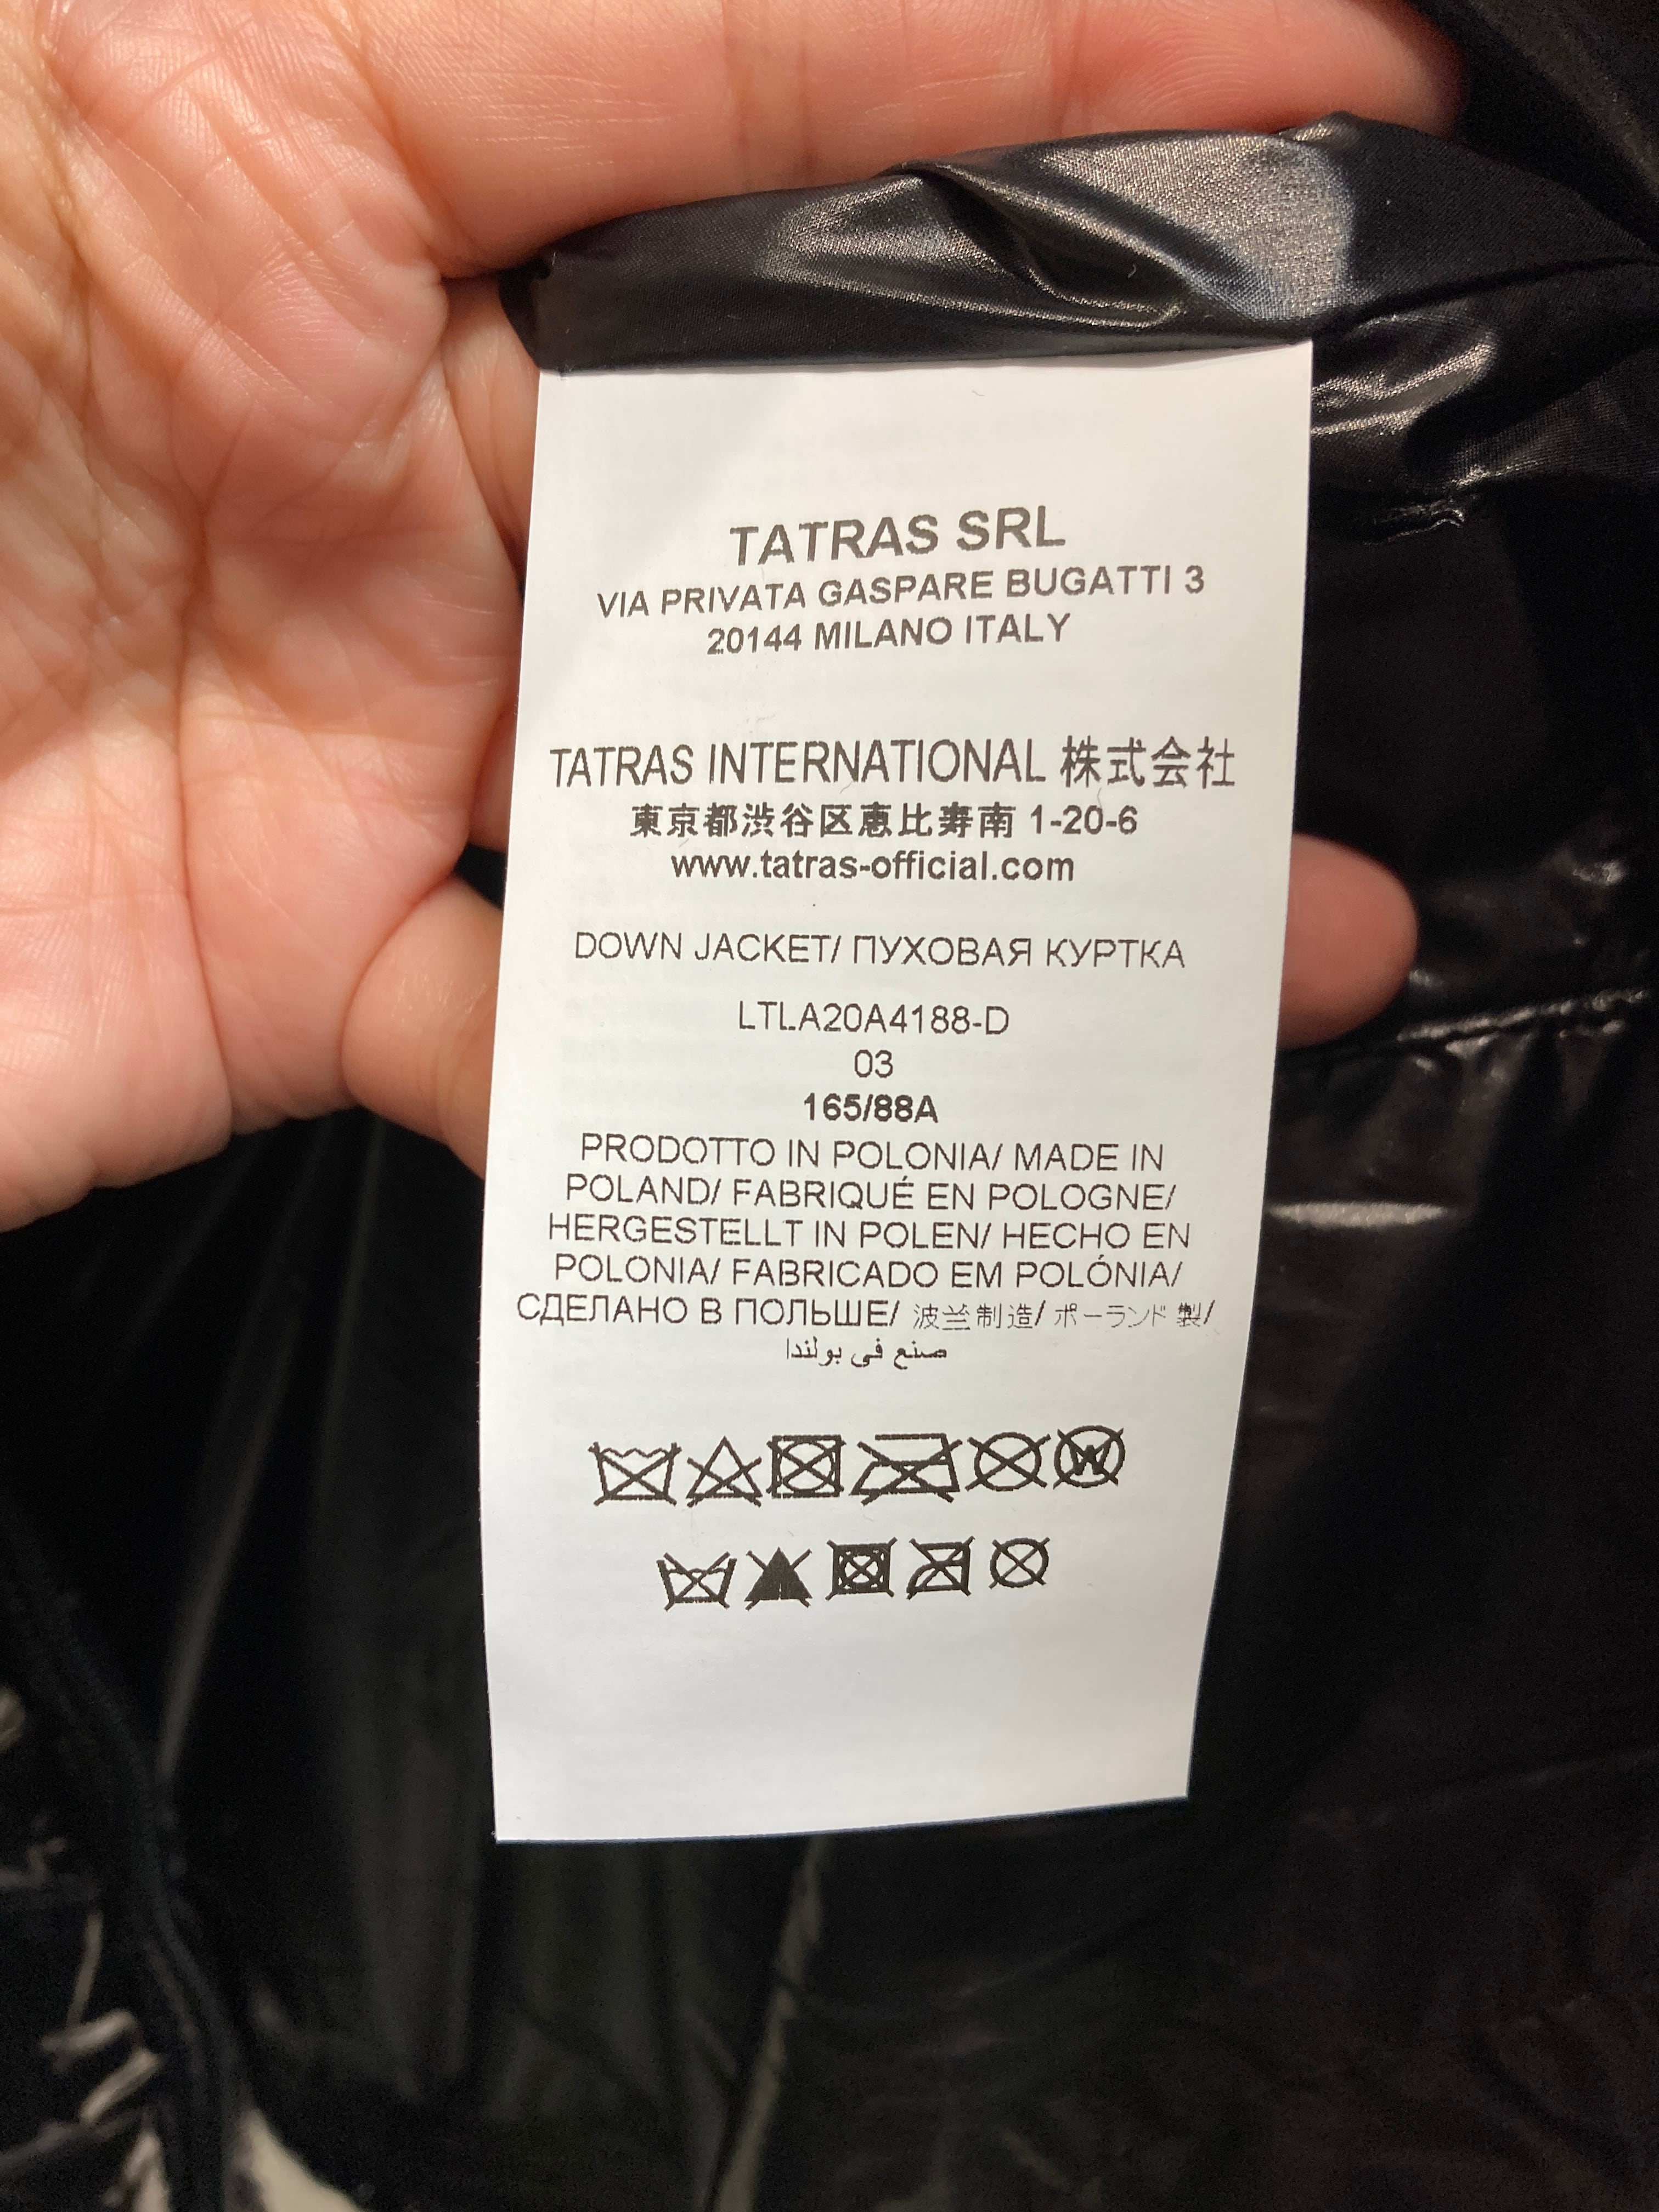 TATRAS SRL
VIA PRIVATA GASPARE BUGATTI 3
20144 MILANO ITALY
TATRAS INTERNATIONAL 株式会社
東京都渋谷区恵比寿南 1-20-6
www.tatras-official.com
DOWN JACKET/ ПУХОВАЯ КУРТКА
LTLA20A4188-D
03
165/88A
PRODOTTO IN POLONIA/ MADE IN
POLAND/ FABRIQUÉ EN POLOGNE/
HERGESTELLT IN POLEN/ HECHO EN
POLONIA/ FABRICADO EM POLÓNIA/
СДЕЛАНО В ПОЛЬШЕ/ 波兰制造/ ポーランド 製/
صنع في بولندا
W